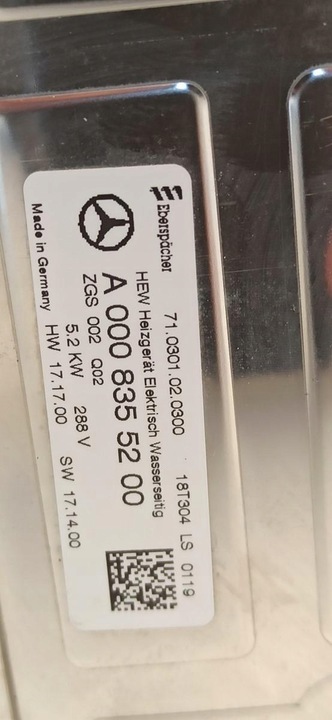 Eberspächer 71.0301.02.0300 18T304 LS 0119
HEW Heizgerät Elektrisch Wasserseitig
A 000 835 52 00
ZGS 002 Q02
5.2 KW 288 V
Made in Germany HW 17.17.00 SW 17.14.00